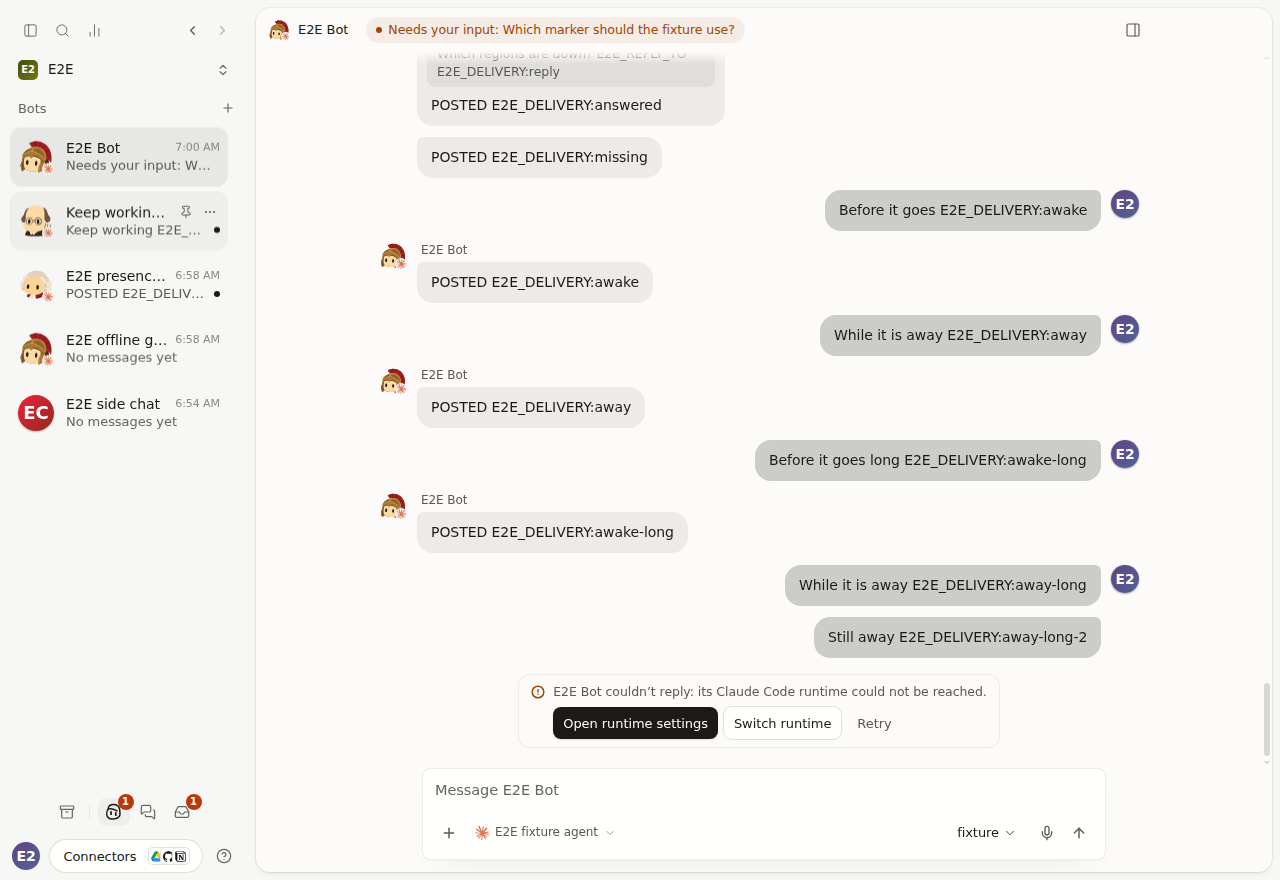 E2E Bot
Needs your input: Which marker should the fixture use?
E2 E2E
Bots
E2E Bot 7:00 AM
Needs your input: W...
Keep workin...
Keep working E2E_...
E2E presenc... 6:58 AM
POSTED E2E_DELIV...
E2E offline g... 6:58 AM
No messages yet
EC
E2E side chat 6:54 AM
No messages yet
1
1
E2
Connectors
Which regions are down? E2E_REPLY_TO
E2E_DELIVERY:reply
POSTED E2E_DELIVERY:answered
POSTED E2E_DELIVERY:missing
Before it goes E2E_DELIVERY:awake
E2
E2E Bot
POSTED E2E_DELIVERY:awake
While it is away E2E_DELIVERY:away
E2
E2E Bot
POSTED E2E_DELIVERY:away
Before it goes long E2E_DELIVERY:awake-long
E2
E2E Bot
POSTED E2E_DELIVERY:awake-long
While it is away E2E_DELIVERY:away-long
E2
Still away E2E_DELIVERY:away-long-2
E2E Bot couldn’t reply: its Claude Code runtime could not be reached.
Open runtime settings
Switch runtime
Retry
Message E2E Bot
E2E fixture agent
fixture